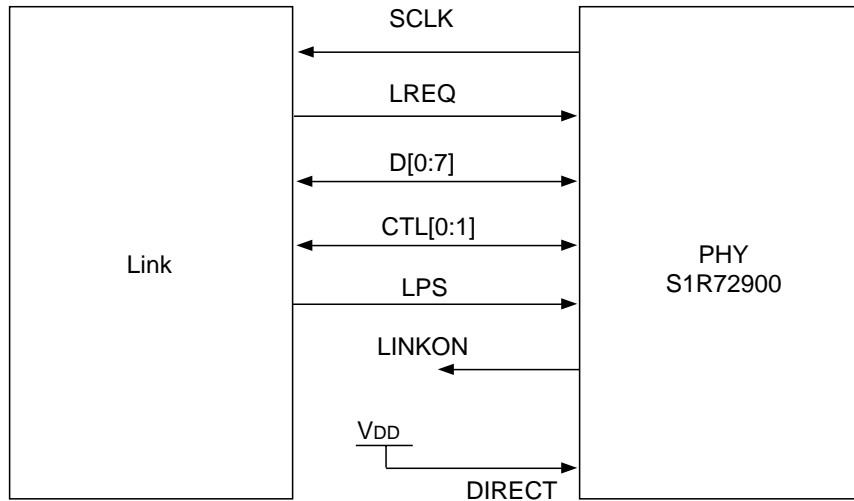 SCLK
LREQ
D[0:7]
CTL[0:1]
Link
PHY
S1R72900
LPS
LINKON
VDD
DIRECT